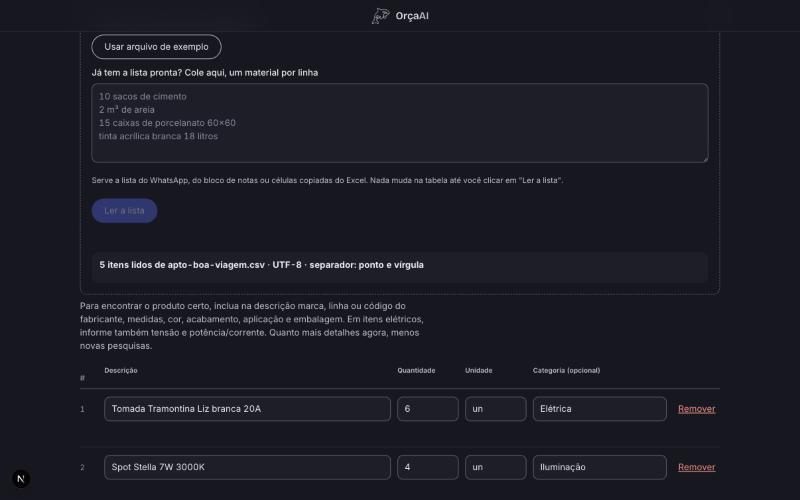 OrçaAI
Usar arquivo de exemplo
Já tem a lista pronta? Cole aqui, um material por linha
10 sacos de cimento
2 m³ de areia
15 caixas de porcelanato 60x60
tinta acrílica branca 18 litros
Serve a lista do WhatsApp, do bloco de notas ou células copiadas do Excel. Nada muda na tabela até você clicar em "Ler a lista".
Ler a lista
5 itens lidos de apto-boa-viagem.csv · UTF-8 · separador: ponto e vírgula
Para encontrar o produto certo, inclua na descrição marca, linha ou código do
fabricante, medidas, cor, acabamento, aplicação e embalagem. Em itens elétricos,
informe também tensão e potência/corrente. Quanto mais detalhes agora, menos
novas pesquisas.
# Descrição Quantidade Unidade Categoria (opcional)
1 Tomada Tramontina Liz branca 20A 6 un Elétrica Remover
2 Spot Stella 7W 3000K 4 un Iluminação Remover
N